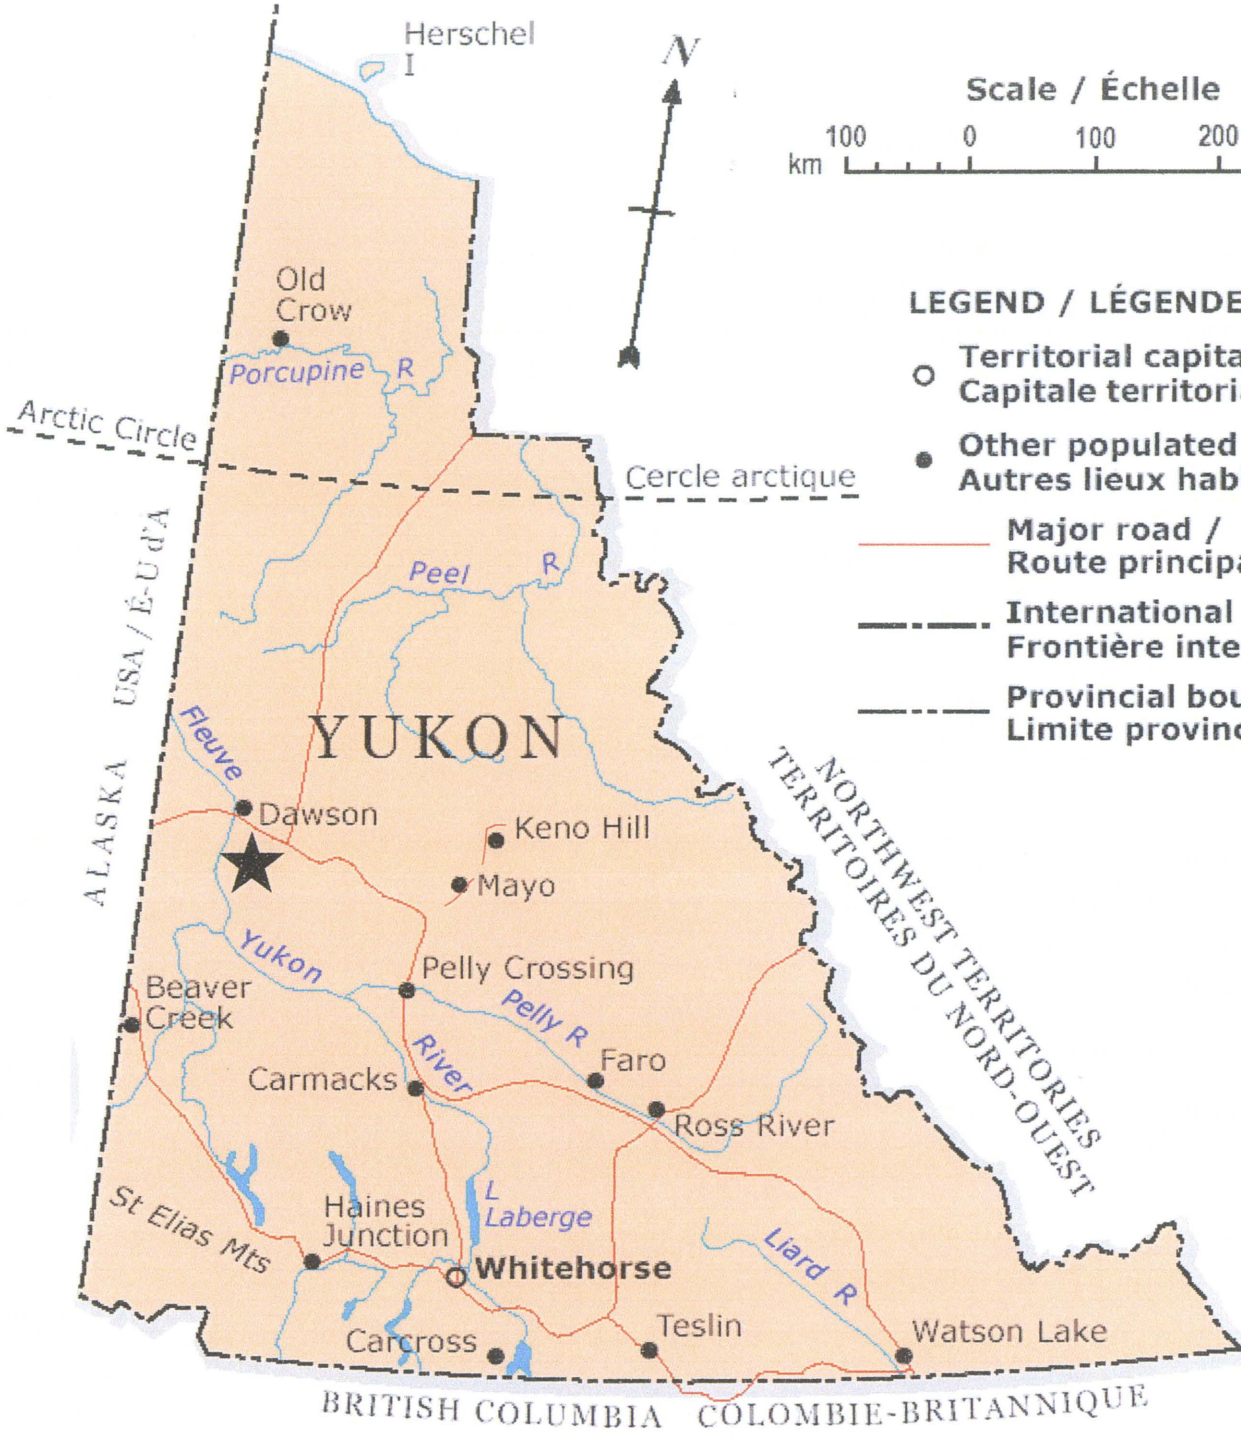 Herschel
I
N
Scale / Échelle
100 0 100 200
km
Old
Crow
LEGEND / LÉGENDE
Territorial capita
Capitale territoria
Porcupine R
Arctic Circle
Other populated
Autres lieux hab
Cercle arctique
Major road /
Route principa
Peel R
International
Frontière inte
ALASKA USA / É-U d'A
Provincial bou
Limite provinc
YUKON
Fleuve
NORTHWEST TERRITORIES
TERRITOIRES DU NORD-OUEST
Dawson
Keno Hill
Mayo
Yukon
Pelly Crossing
Beaver
Creek
Pelly R
River
Faro
Carmacks
Ross River
St Elias Mts
Haines
Junction
L
Laberge
Liard R
Whitehorse
Teslin
Carcross
Watson Lake
BRITISH COLUMBIA COLOMBIE-BRITANNIQUE